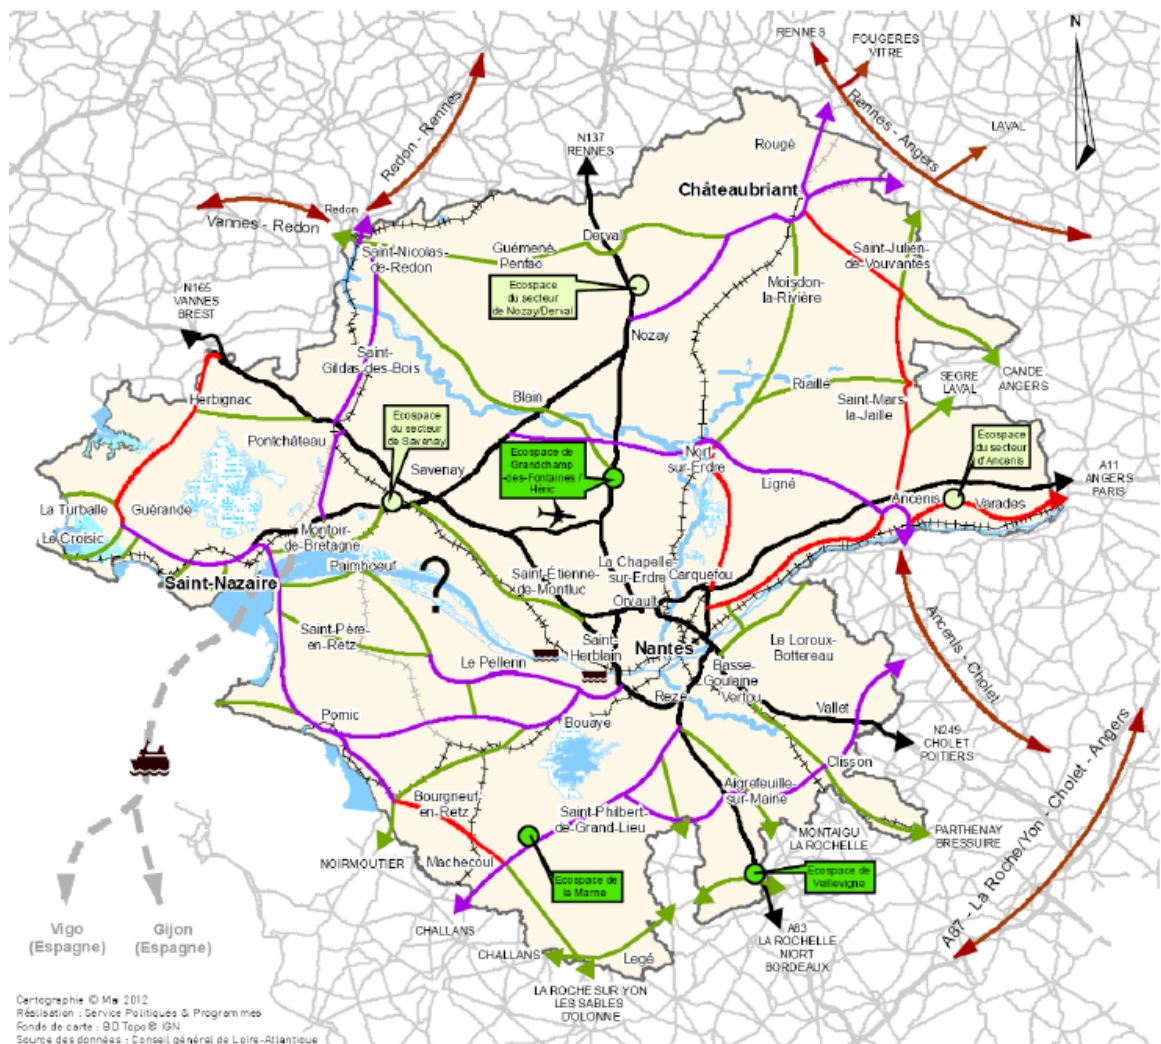 N
RENNES
FOUGERES
VITRE
Rennes - Angers
LAVAL
Redon - Rennes
N137
RENNES
Rougé
Châteaubriant
Redon
Vannes - Redon
Derval
Saint-Nicolas-
de-Redon
Guémené-
Penfao
Saint-Julien-
de-Vouvantes
Moisdon-
la-Rivière
Ecospace
du secteur
de Nozay/Derval
N165
VANNES
BREST
Nozay
Saint-
Gildas des-Bois
CANDE
ANGERS
SEGRE
LAVAL
Riaillé
Saint-Mars
la-Jaille
Herbignac
Blain
Ecospace
du secteur
de Savenay
Pontchâteau
Ecospace
du secteur
d'Ancenis
Savenay
Ecospace de
Grandchamp
-des-Fontaines /
Héric
Nort
sur-Erdre
Ligné
A11
ANGERS
PARIS
Ancenis
Varades
La Turballe
Guérande
Le Croisic
Montoir-
de-Bretagne
Saint-Nazaire
Paimboeuf
?
Saint-Étienne-
de-Montluc
La Chapelle-
sur-Erdre
Carquefou
Orvault
Saint-
Herblain
Nantes
Le Loroux-
Bottereau
Ancenis - Cholet
Saint-Père-
en-Retz
Le Pellerin
Basse-
Goulaine
Vertou
Rezé
Vallet
Pornic
Bouaye
N249
CHOLET
POITIERS
Clisson
A87 - La Roche/Yon - Cholet - Angers
Aigrefeuille-
sur-Maine
Bourgneuf-
en-Retz
Saint-Philbert-
de-Grand-Lieu
MONTAIGU
LA ROCHELLE
PARTHENAY
BRESSUIRE
NOIRMOUTIER
Machecoul
Ecospace de
la Marne
Ecospace de
Vieillevigne
CHALLANS
Vigo
(Espagne)
Gijon
(Espagne)
CHALLANS
Legé
A83
LA ROCHELLE
NIORT
BORDEAUX
LA ROCHE SUR YON
LES SABLES
D'OLONNE
Cartographie © Mai 2012
Réalisation : Service Politiques & Programmes
Fonds de carte : BD Topo® IGN
Source des données : Conseil général de Loire-Atlantique